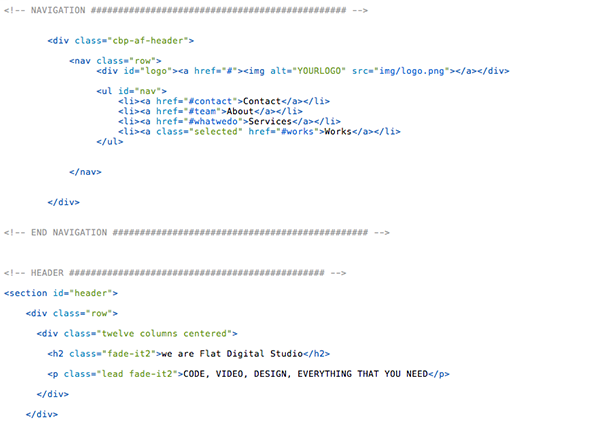 <!-- NAVIGATION ############################################### -->
<div class="cbp-af-header">
<nav class="row">
<div id="logo"><a href="#"><img alt="YOURLOGO" src="img/logo.png"></a></div>
<ul id="nav">
<li><a href="#contact">Contact</a></li>
<li><a href="#team">About</a></li>
<li><a href="#whatwedo">Services</a></li>
<li><a class="selected" href="#works">Works</a></li>
</ul>
</nav>
</div>
<!-- END NAVIGATION ############################################### -->
<!-- HEADER ############################################### -->
<section id="header">
<div class="row">
<div class="twelve columns centered">
<h2 class="fade-it2">we are Flat Digital Studio</h2>
<p class="lead fade-it2">CODE, VIDEO, DESIGN, EVERYTHING THAT YOU NEED</p>
</div>
</div>